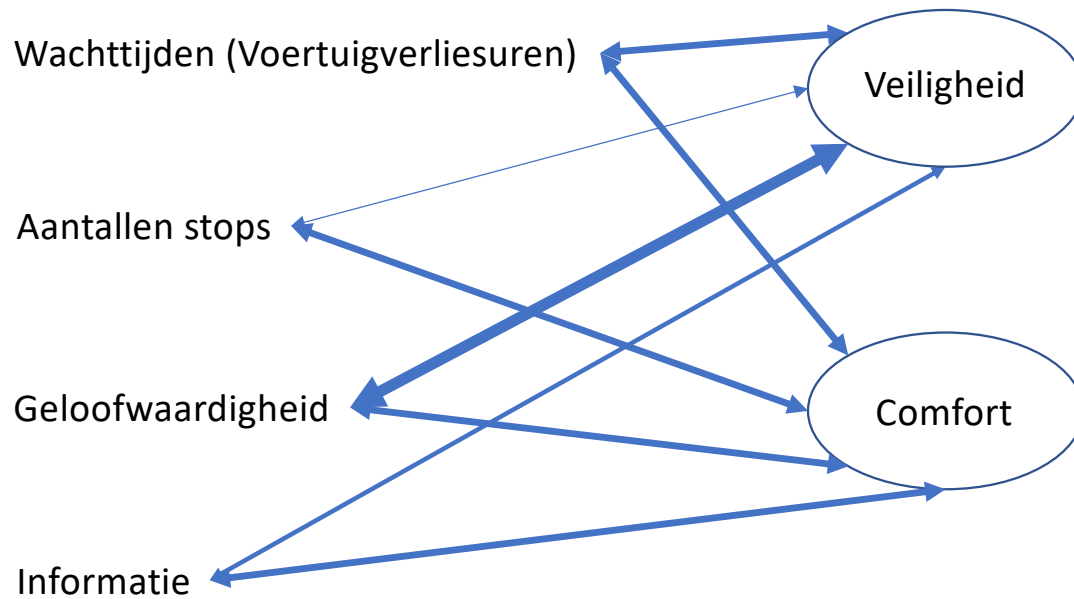 Wachttijden (Voertuigverliesuren)
Veiligheid
Aantallen stops
Geloofwaardigheid
Comfort
Informatie